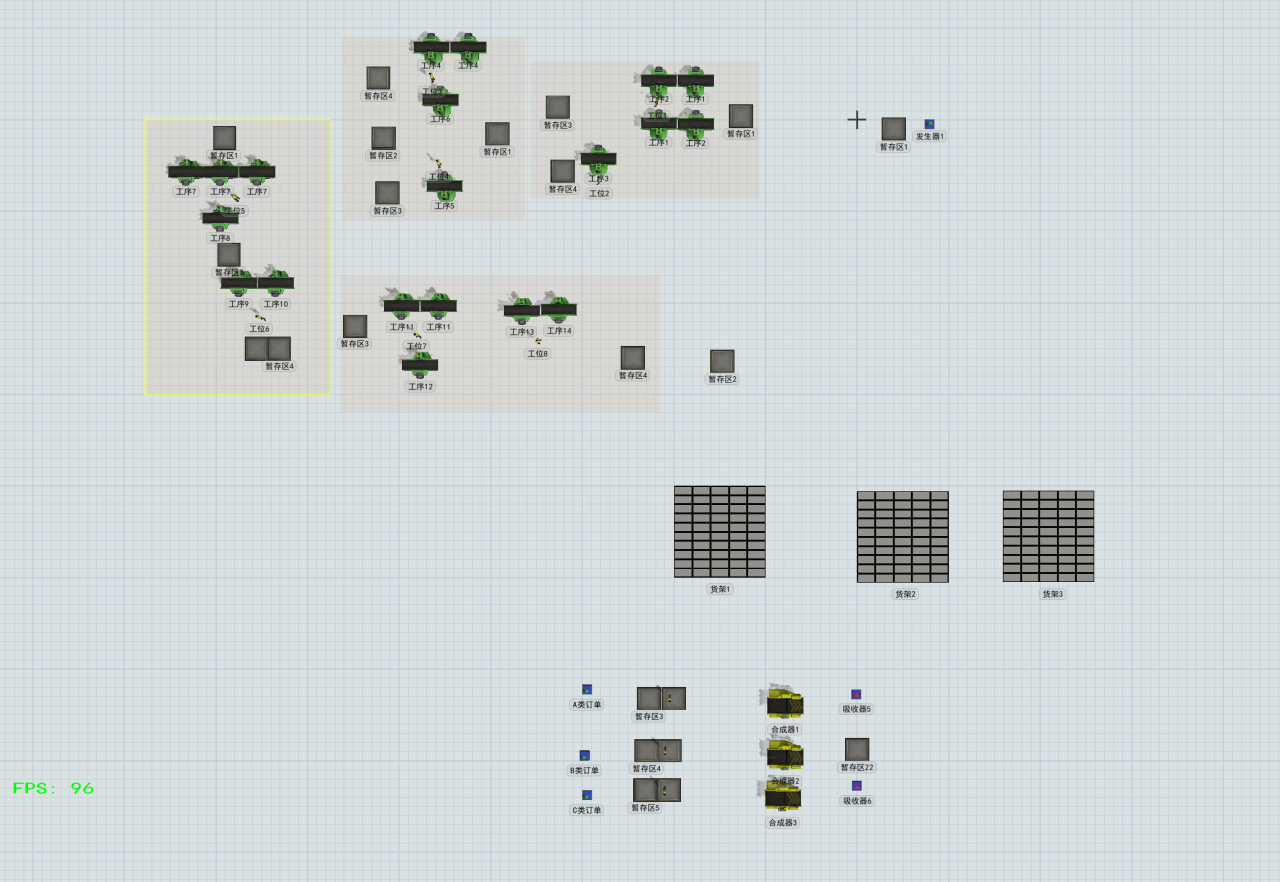 工序4
工序4
暂存区4
工序6
暂存区2
暂存区1
工位4
暂存区3
工序5
工序2
工序1
工位1
暂存区3
工序1
工序2
暂存区1
工序3
暂存区4
工位2
暂存区1
发生器1
暂存区1
工序7
工序7
工序7
工位5
工序8
工序9
工序10
工位6
暂存区4
工序11
工序11
工序13
工序14
暂存区3
工位7
工位8
工序12
暂存区4
暂存区2
货架1
货架2
货架3
A类订单
暂存区3
合成器1
吸收器5
B类订单
暂存区4
合成器2
暂存区22
C类订单
暂存区5
合成器3
吸收器6
FPS: 96